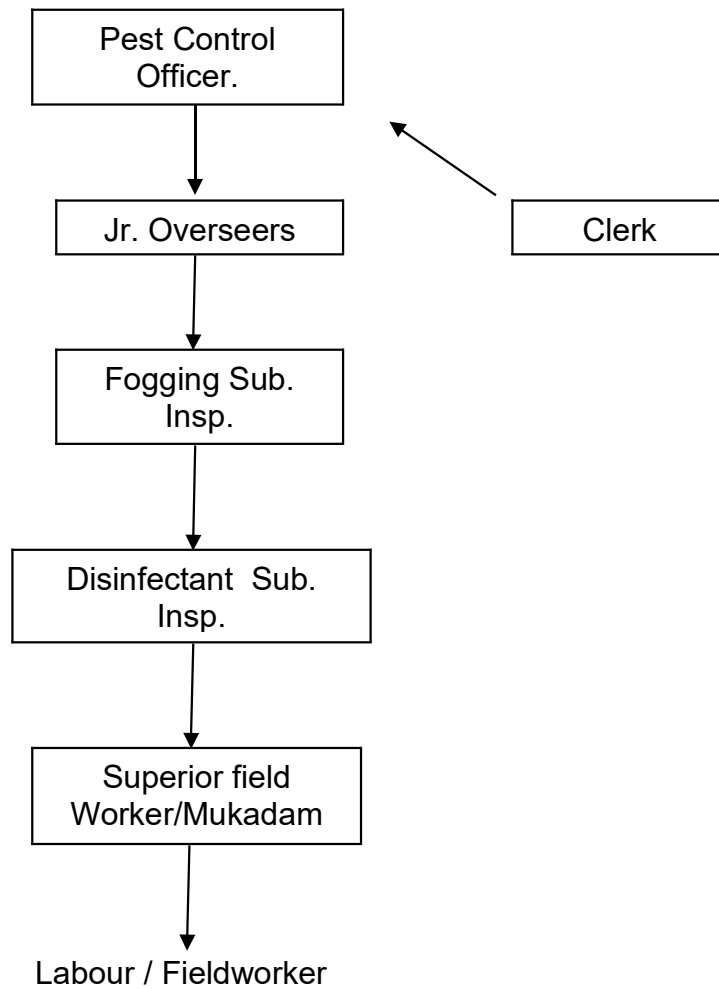 Pest Control
Officer.
Jr. Overseers
Clerk
Fogging Sub.
Insp.
Disinfectant  Sub.
Insp.
Superior field
Worker/Mukadam
Labour / Fieldworker